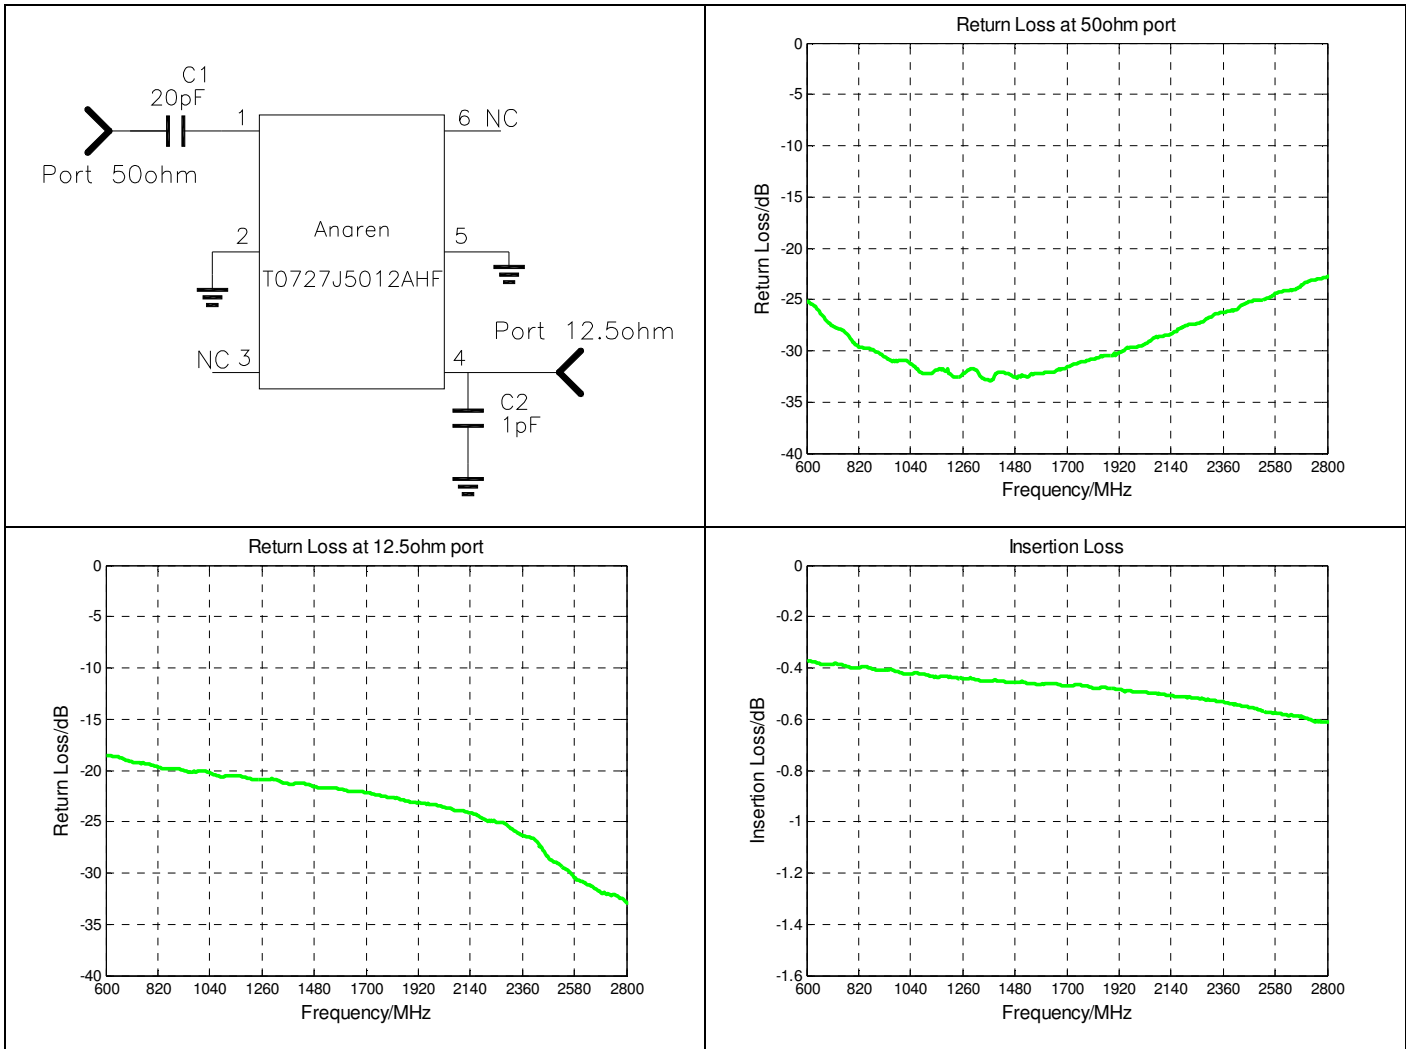 C1
20pF
1
6 NC
Port 50ohm
2
Anaren
5
T0727J5012AHF
Port 12.5ohm
NC 3
4
C2
1pF
Return Loss at 50ohm port
Return Loss/dB
0
-5
-10
-15
-20
-25
-30
-35
-40
600 820 1040 1260 1480 1700 1920 2140 2360 2580 2800
Frequency/MHz
Return Loss at 12.5ohm port
Return Loss/dB
0
-5
-10
-15
-20
-25
-30
-35
-40
600 820 1040 1260 1480 1700 1920 2140 2360 2580 2800
Frequency/MHz
Insertion Loss
Insertion Loss/dB
0
-0.2
-0.4
-0.6
-0.8
-1
-1.2
-1.4
-1.6
600 820 1040 1260 1480 1700 1920 2140 2360 2580 2800
Frequency/MHz